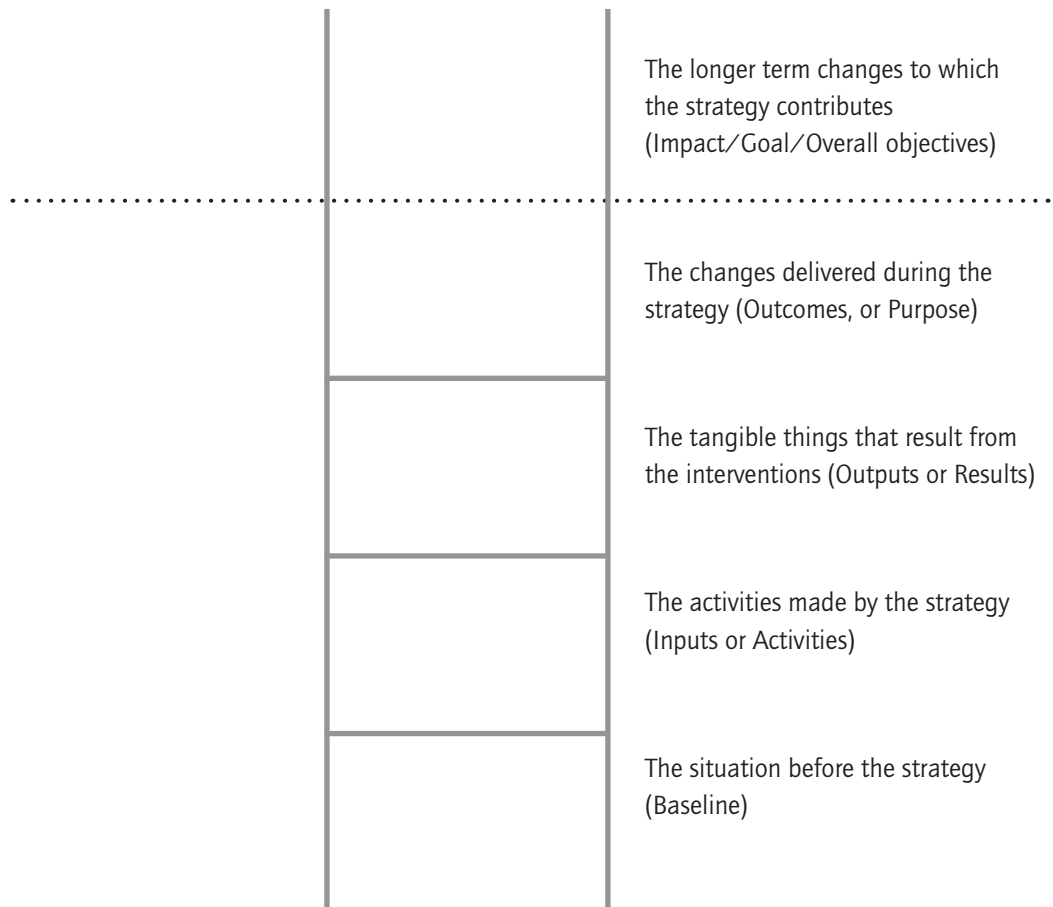 The longer term changes to which
the strategy contributes
(Impact/Goal/Overall objectives)
The changes delivered during the
strategy (Outcomes, or Purpose)
The tangible things that result from
the interventions (Outputs or Results)
The activities made by the strategy
(Inputs or Activities)
The situation before the strategy
(Baseline)